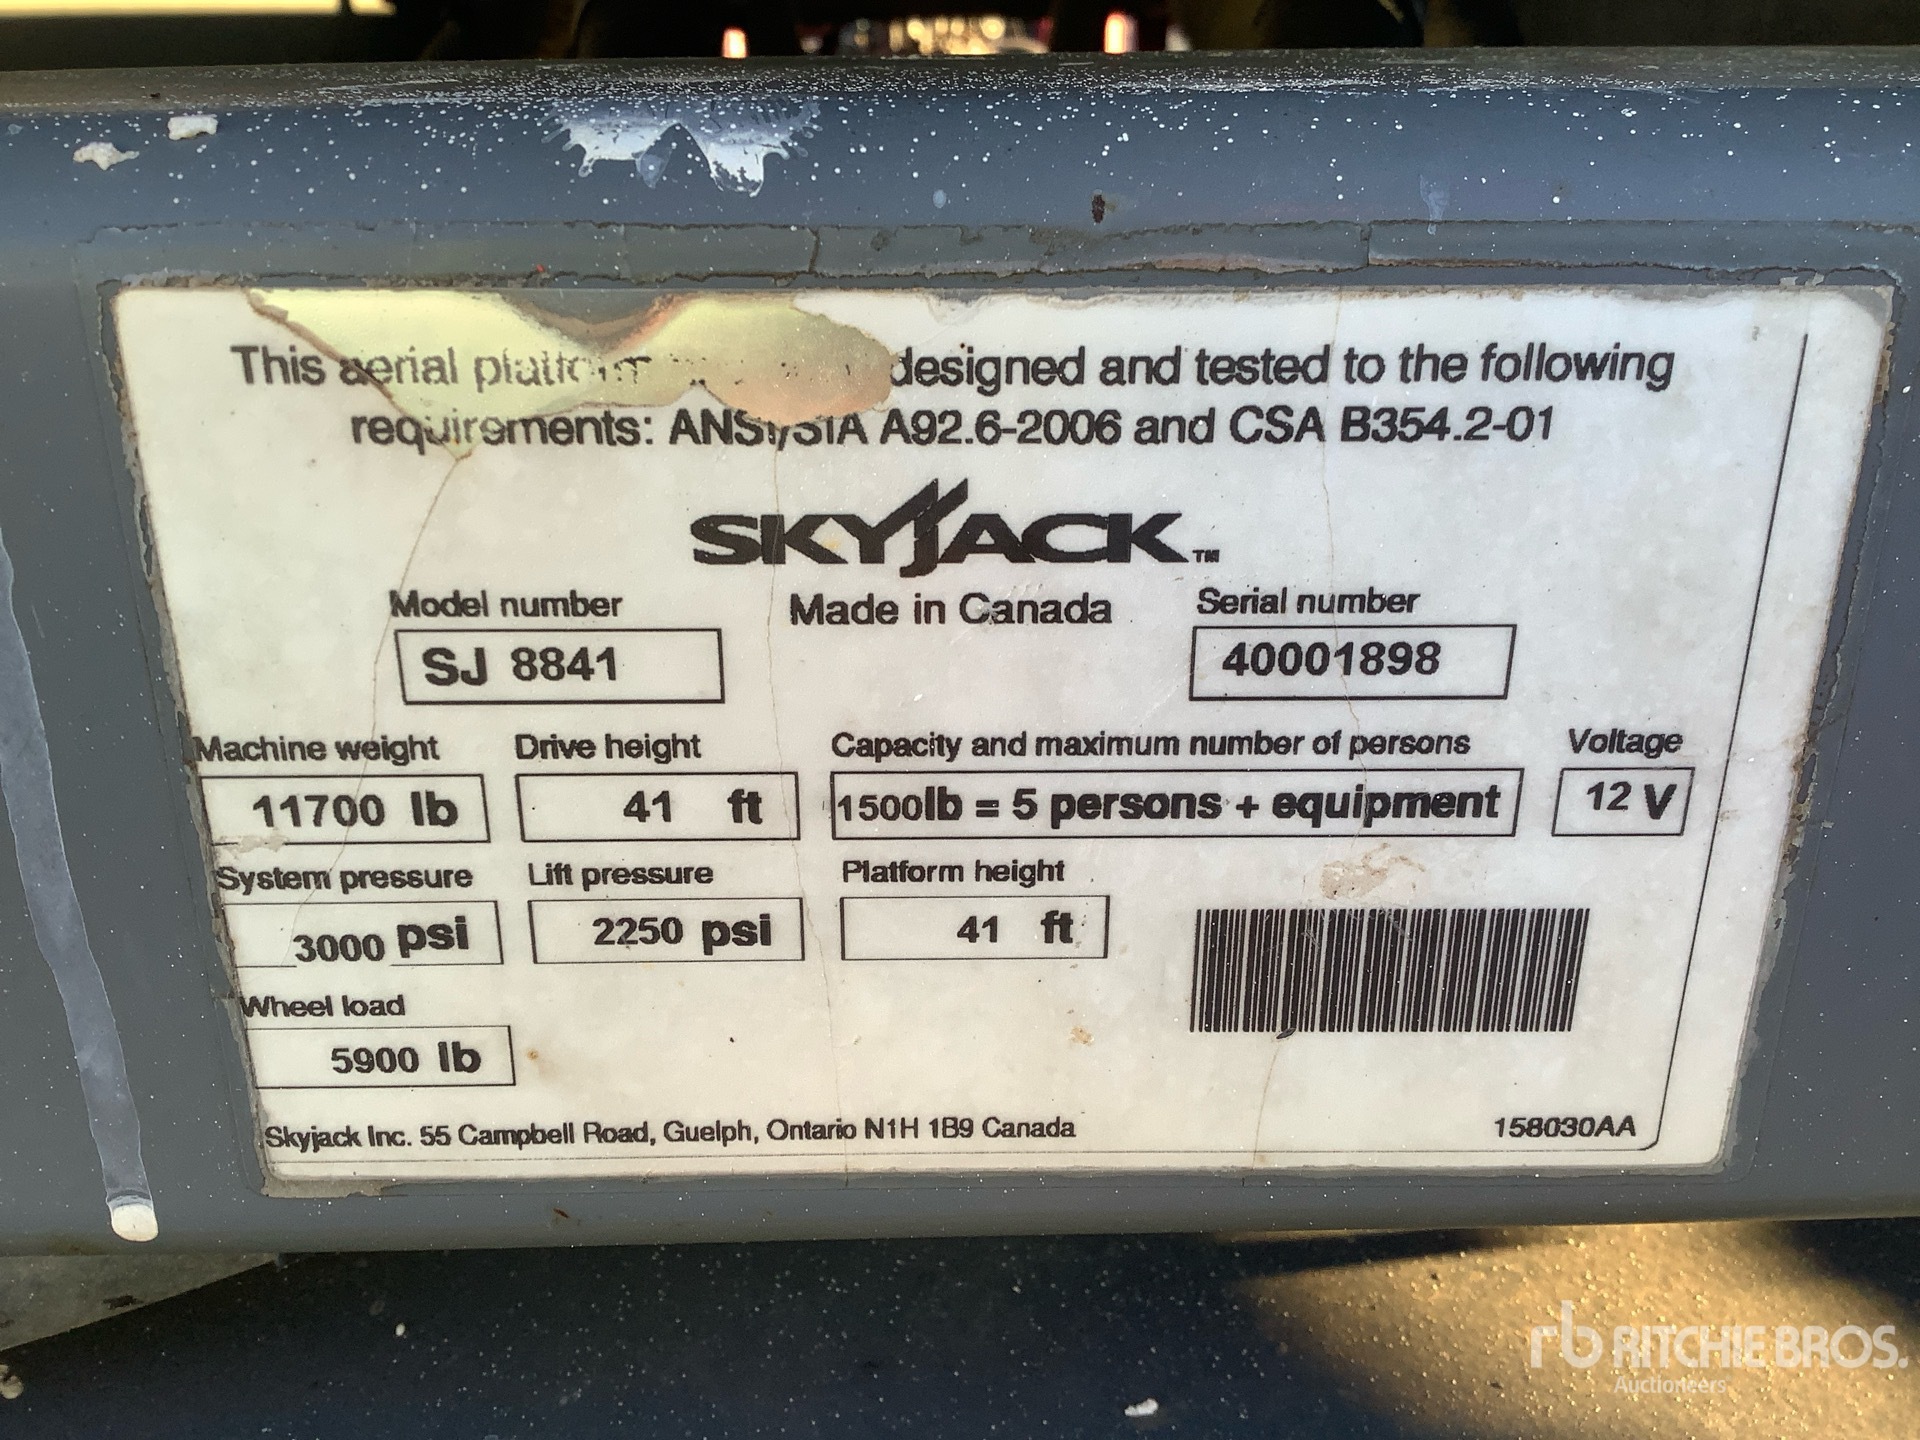 This aerial platform designed and tested to the following
requirements: ANSI/SIA A92.6-2006 and CSA B354.2-01
SKYJACK™
Model number Made in Canada Serial number
SJ 8841 40001898
Machine weight Drive height Capacity and maximum number of persons Voltage
11700 lb 41 ft 1500lb = 5 persons + equipment 12 V
System pressure Lift pressure Platform height
3000 psi 2250 psi 41 ft
Wheel load
5900 lb
Skyjack Inc. 55 Campbell Road, Guelph, Ontario N1H 1B9 Canada 158030AA
rb RITCHIE BROS.
Auctioneers